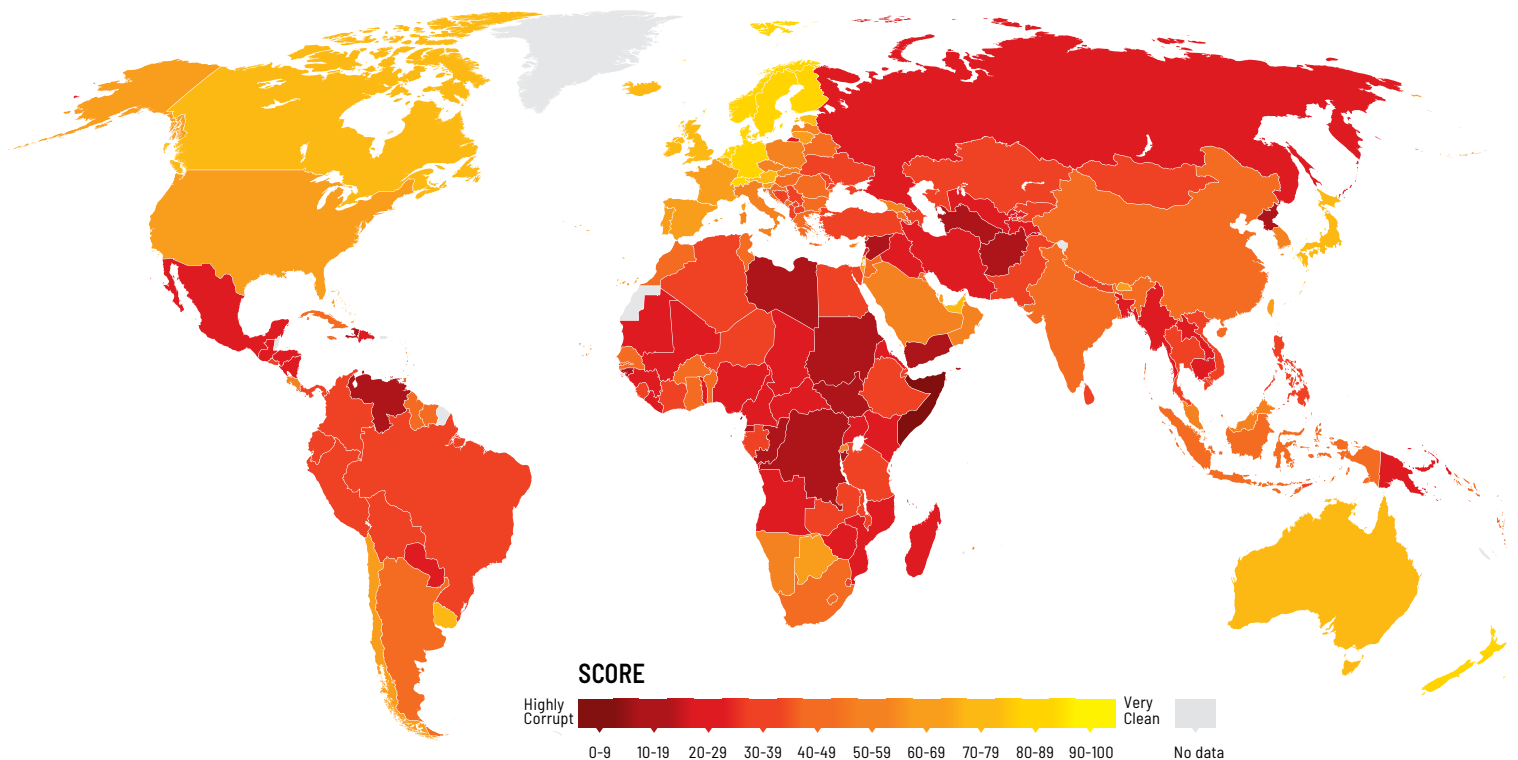 SCORE
Highly
Corrupt
Very
Clean
0-9 10-19 20-29 30-39 40-49 50-59 60-69 70-79 80-89 90-100 No data